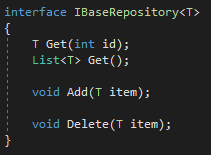 interface IBaseRepository<T>
{
    T Get(int id);
    List<T> Get();

    void Add(T item);

    void Delete(T item);
}